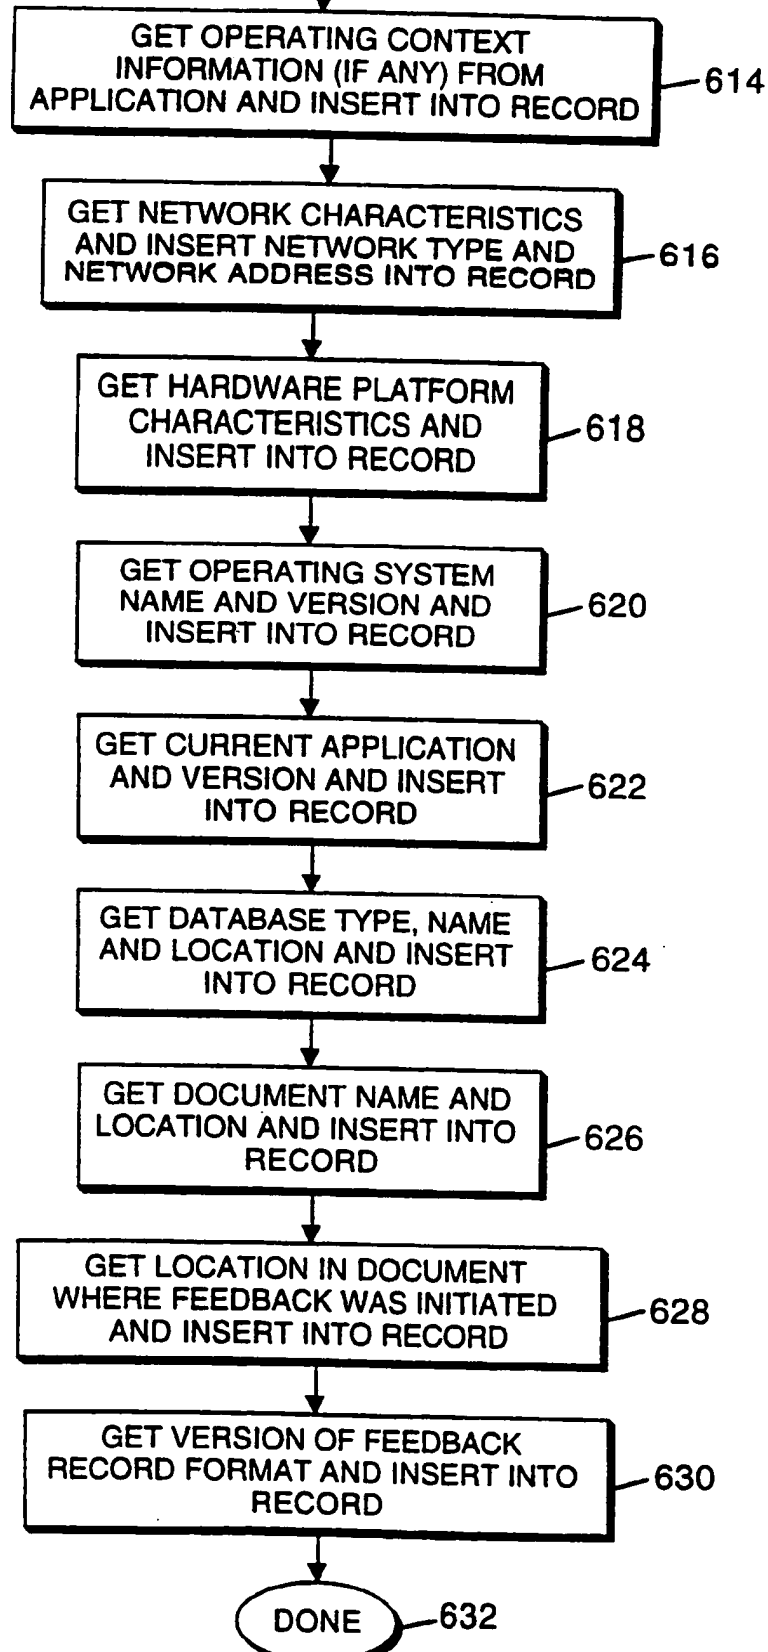 GET OPERATING CONTEXT
INFORMATION (IF ANY) FROM
APPLICATION AND INSERT INTO RECORD
614
GET NETWORK CHARACTERISTICS
AND INSERT NETWORK TYPE AND
NETWORK ADDRESS INTO RECORD
616
GET HARDWARE PLATFORM
CHARACTERISTICS AND
INSERT INTO RECORD
618
GET OPERATING SYSTEM
NAME AND VERSION AND
INSERT INTO RECORD
620
GET CURRENT APPLICATION
AND VERSION AND INSERT
INTO RECORD
622
GET DATABASE TYPE, NAME
AND LOCATION AND INSERT
INTO RECORD
624
GET DOCUMENT NAME AND
LOCATION AND INSERT INTO
RECORD
626
GET LOCATION IN DOCUMENT
WHERE FEEDBACK WAS INITIATED
AND INSERT INTO RECORD
628
GET VERSION OF FEEDBACK
RECORD FORMAT AND INSERT INTO
RECORD
630
DONE
632